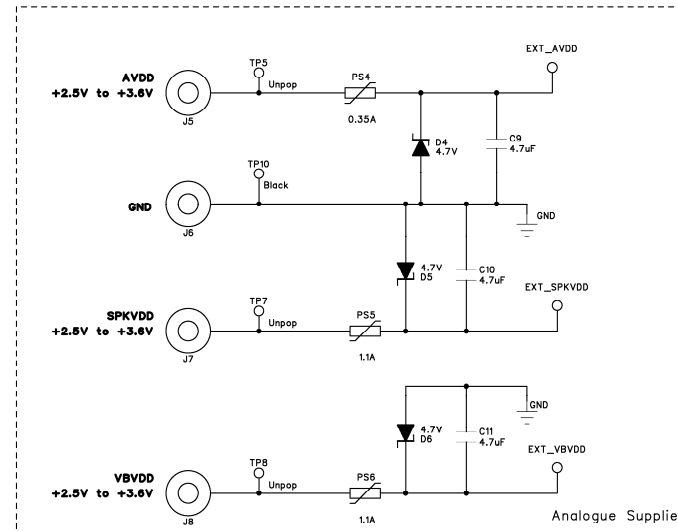 EXT_AVDD
TP5
AVDD
+2.5V to +3.6V
Unpop
PS4
J5
0.35A
D4
4.7V
C9
4.7uF
TP10
Black
GND
J6
GND
4.7V
D5
C10
4.7uF
EXT_SPKVDD
TP7
SPKVDD
+2.5V to +3.6V
Unpop
PS5
J7
1.1A
GND
4.7V
D6
C11
4.7uF
EXT_VBVDD
TP8
VBVDD
+2.5V to +3.6V
Unpop
PS6
J8
1.1A
Analogue Supplie